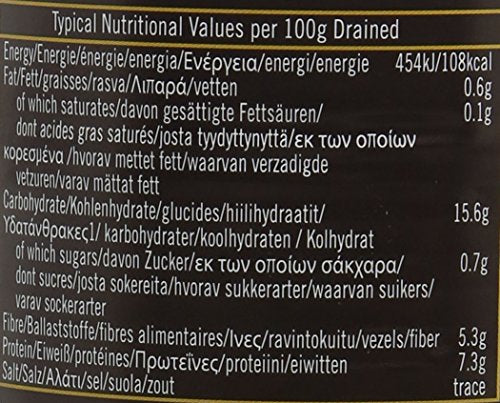 Typical Nutritional Values per 100g Drained
Energy/Energie/énergie/energia/Ενέργεια/energi/energie 454kJ/108kcal
Fat/Fett/graisses/rasva/Λιπαρά/vetten 0.6g
of which saturates/davon gesättigte Fettsäuren/ 0.1g
dont acides gras saturés/josta tyydyttynyttä/εκ των οποίων
κορεσμένα /hvorav mettet fett/waarvan verzadigde
vetzuren/varav mättat fett
Carbohydrate/Kohlenhydrate/glucides/hiilihydraatit/ 15.6g
Υδατάνθρακες1/ karbohydrater/koolhydraten / Kolhydrat
of which sugars/davon Zucker/εκ των οποίων σάκχαρα/ 0.7g
dont sucres/josta sokereita/hvorav sukkerarter/waarvan suikers/
varav sockerarter
Fibre/Ballaststoffe/fibres alimentaires/Ινες/ravintokuitu/vezels/fiber 5.3g
Protein/Eiweiß/protéines/Πρωτεΐνες/proteiini/eiwitten 7.3g
Salt/Salz/Αλάτι/sel/suola/zout trace